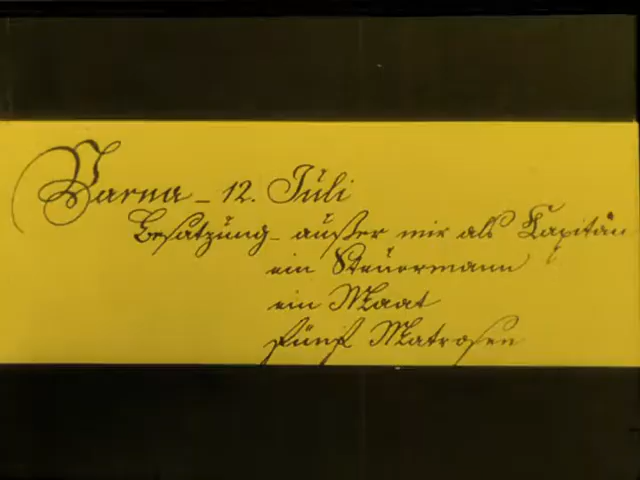 Varna - 12. Juli
Besatzung - außer mir als Kapitän
ein Steuermann
ein Maat
fünf Matrosen